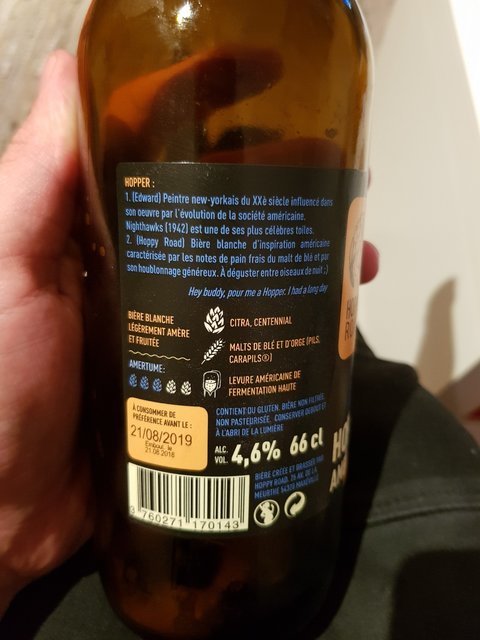 HOPPER :
1. (Edward) Peintre new-yorkais du XXè siècle influencé dans
son oeuvre par l'évolution de la société américaine.
Nighthawks (1942) est une de ses plus célèbres toiles.
2. (Hoppy Road) Bière blanche d'inspiration américaine
caractérisée par les notes de pain frais du malt de blé et par
son houblonnage généreux. À déguster entre oiseaux de nuit ;)
Hey buddy, pour me a Hopper. I had a long day
BIÈRE BLANCHE
LÉGÈREMENT AMÈRE
ET FRUITÉE
AMERTUME :
CITRA, CENTENNIAL
MALTS DE BLÉ ET D'ORGE (PILS,
CARAPILS®)
LEVURE AMÉRICAINE DE
FERMENTATION HAUTE
À CONSOMMER DE
PRÉFÉRENCE AVANT LE :
21/08/2019
21.08.2018
CONTIENT DU GLUTEN. BIÈRE NON FILTRÉE,
NON PASTEURISÉE. CONSERVER DEBOUT ET
À L'ABRI DE LA LUMIÈRE
ALC.
VOL. 4,6% 66 cl
BIÈRE CRÉÉE ET BRASSÉE PAR
HOPPY ROAD, AV. DE LA
MEURTHE 54320 MAXÉVILLE
3 760271 170143